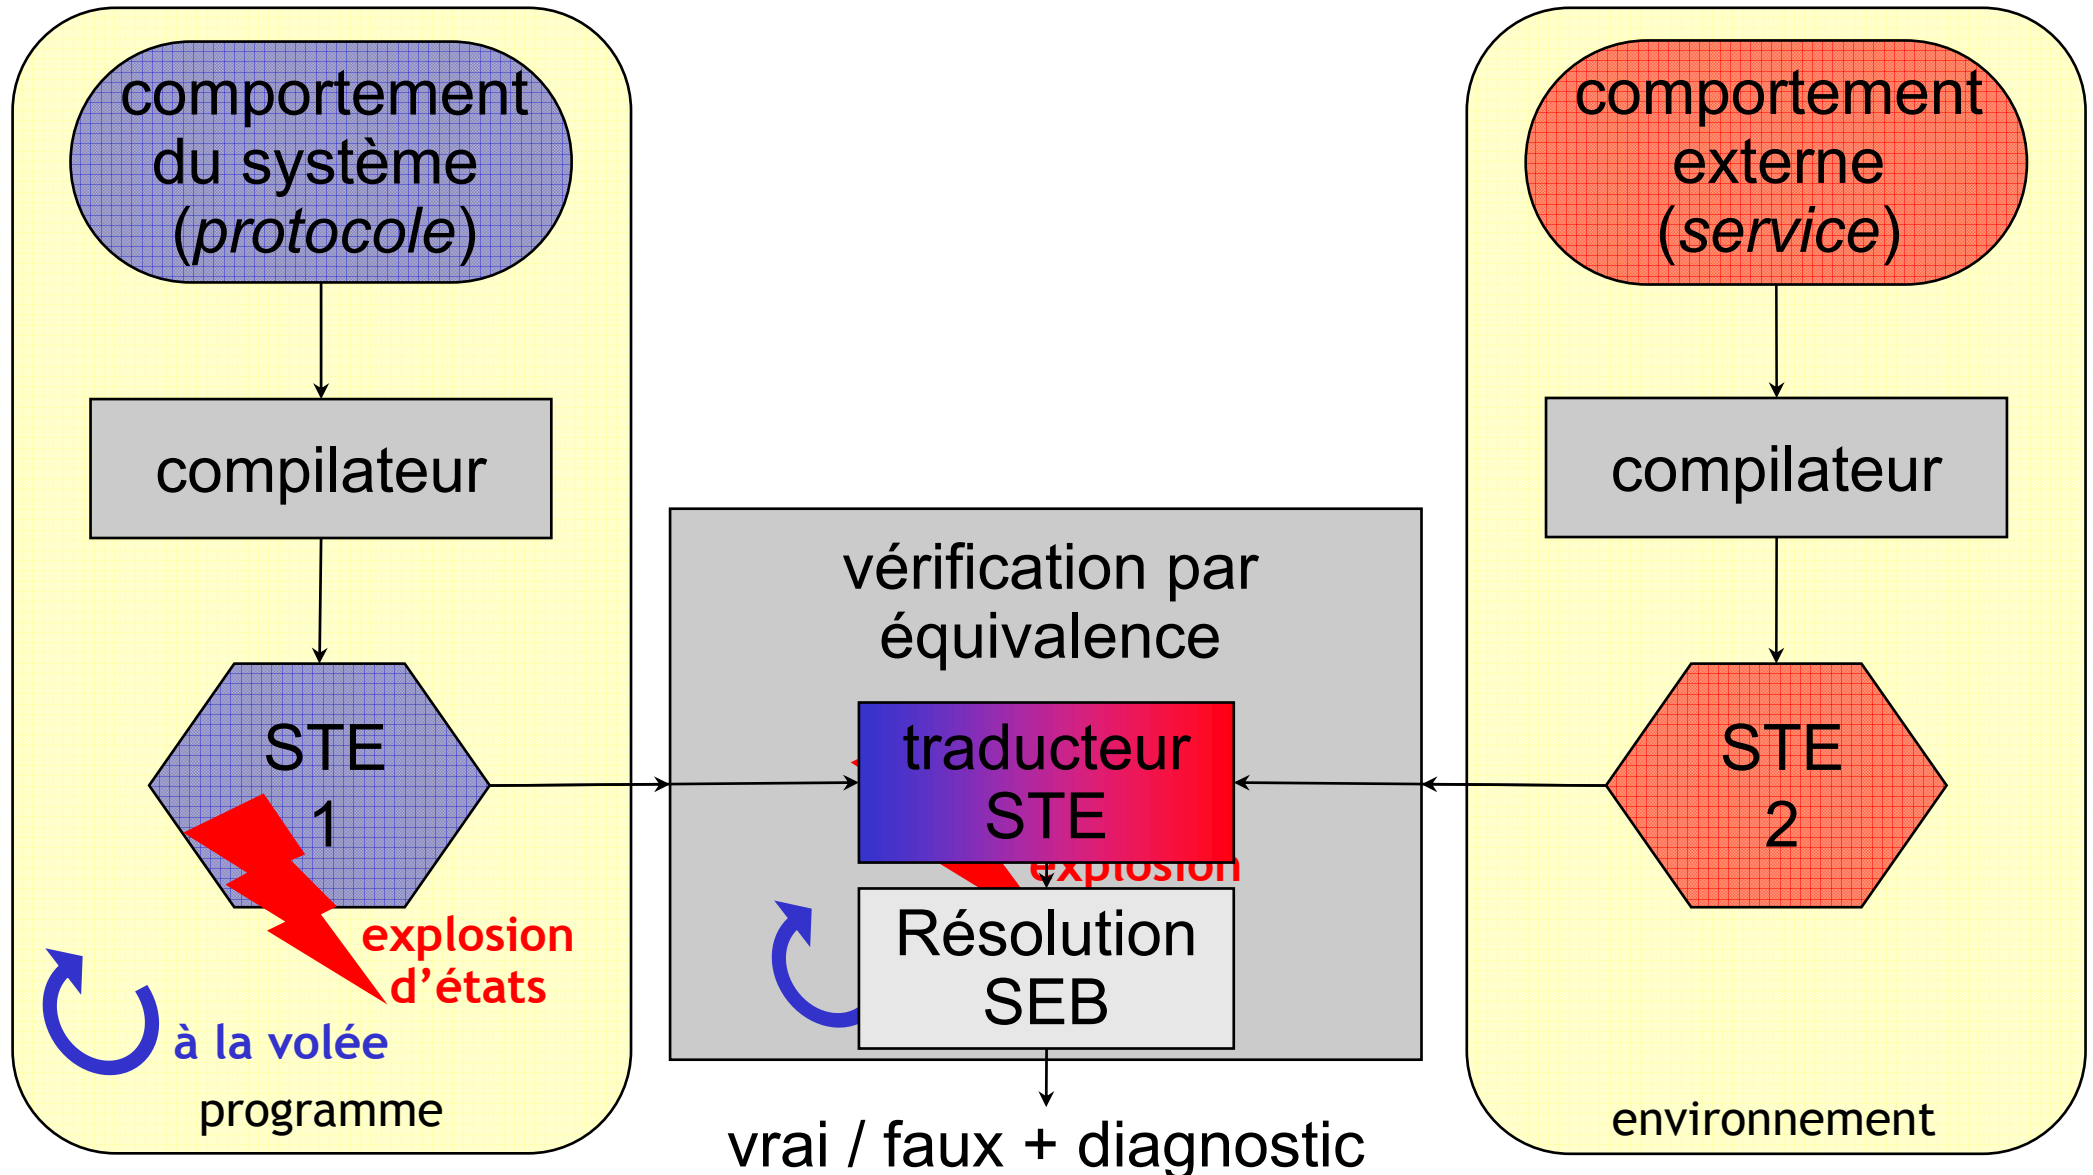 comportement
du système
(protocole)
compilateur
STE
1
explosion
d’états
à la volée
programme
vérification par
équivalence
traducteur
STE
explosion
Résolution
SEB
vrai / faux + diagnostic
comportement
externe
(service)
compilateur
STE
2
environnement